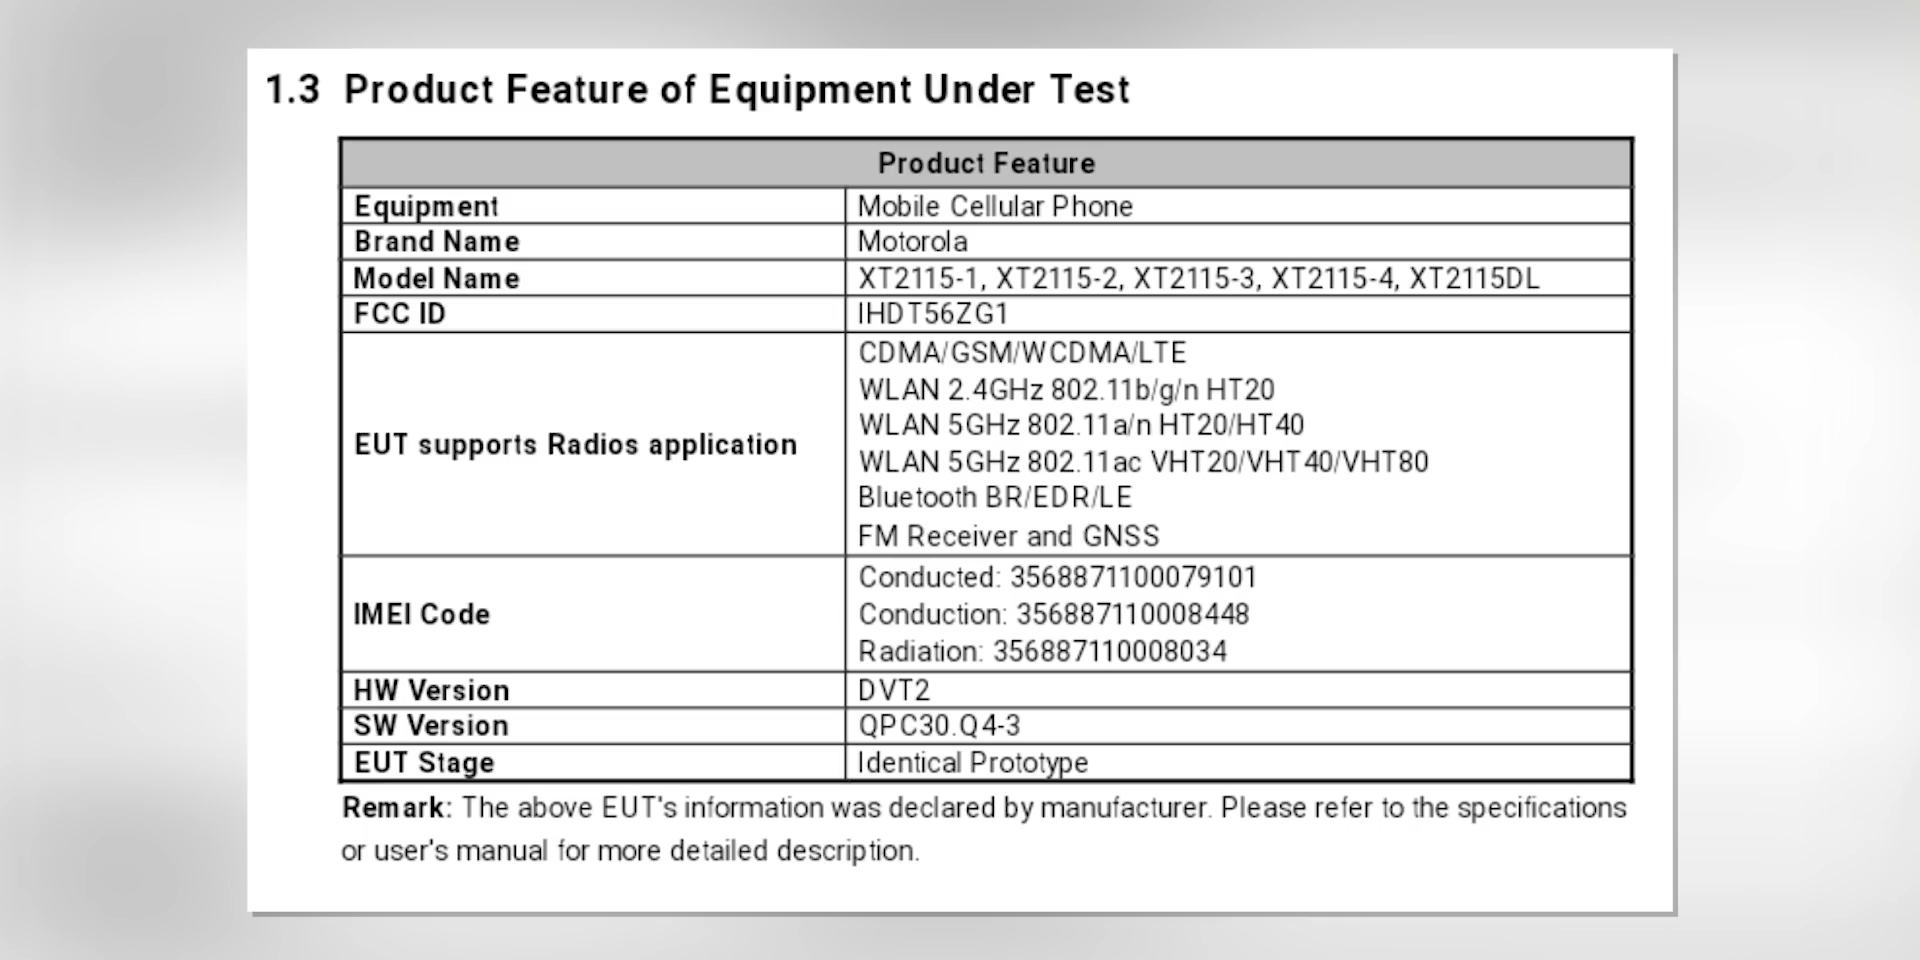 1.3 Product Feature of Equipment Under Test
Product Feature
Equipment Mobile Cellular Phone
Brand Name Motorola
Model Name XT2115-1, XT2115-2, XT2115-3, XT2115-4, XT2115DL
FCC ID IHDT56ZG1
EUT supports Radios application
CDMA/GSM/WCDMA/LTE
WLAN 2.4GHz 802.11b/g/n HT20
WLAN 5GHz 802.11a/n HT20/HT40
WLAN 5GHz 802.11ac VHT20/VHT40/VHT80
Bluetooth BR/EDR/LE
FM Receiver and GNSS
IMEI Code
Conducted: 3568871100079101
Conduction: 356887110008448
Radiation: 356887110008034
HW Version DVT2
SW Version QPC30.Q4-3
EUT Stage Identical Prototype
Remark: The above EUT's information was declared by manufacturer. Please refer to the specifications
or user's manual for more detailed description.